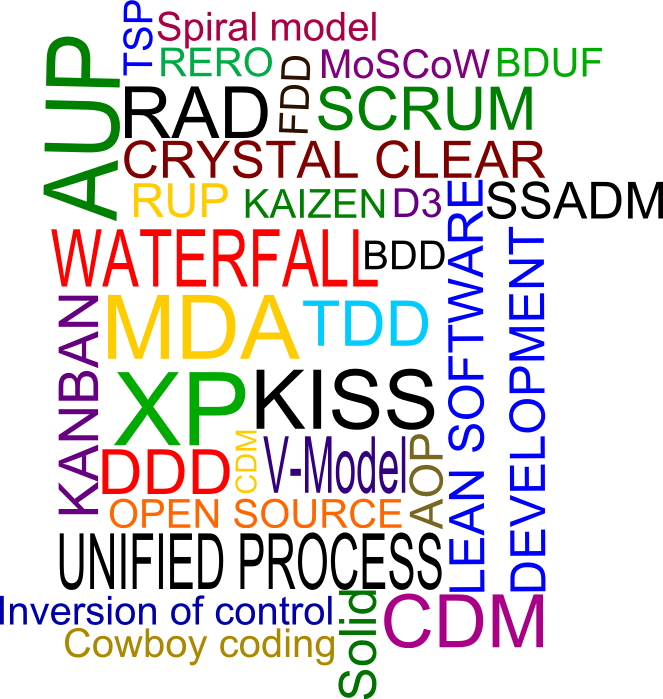 TSP
Spiral model
AUP
RERO
FDD
MoSCoW
BDUF
RAD
SCRUM
CRYSTAL CLEAR
RUP
KAIZEN
D3
SSADM
WATERFALL
BDD
LEAN SOFTWARE
DEVELOPMENT
KANBAN
MDA
TDD
XP
KISS
DDD
CDM
V-Model
AOP
OPEN SOURCE
UNIFIED PROCESS
Inversion of control
Solid
CDM
Cowboy coding